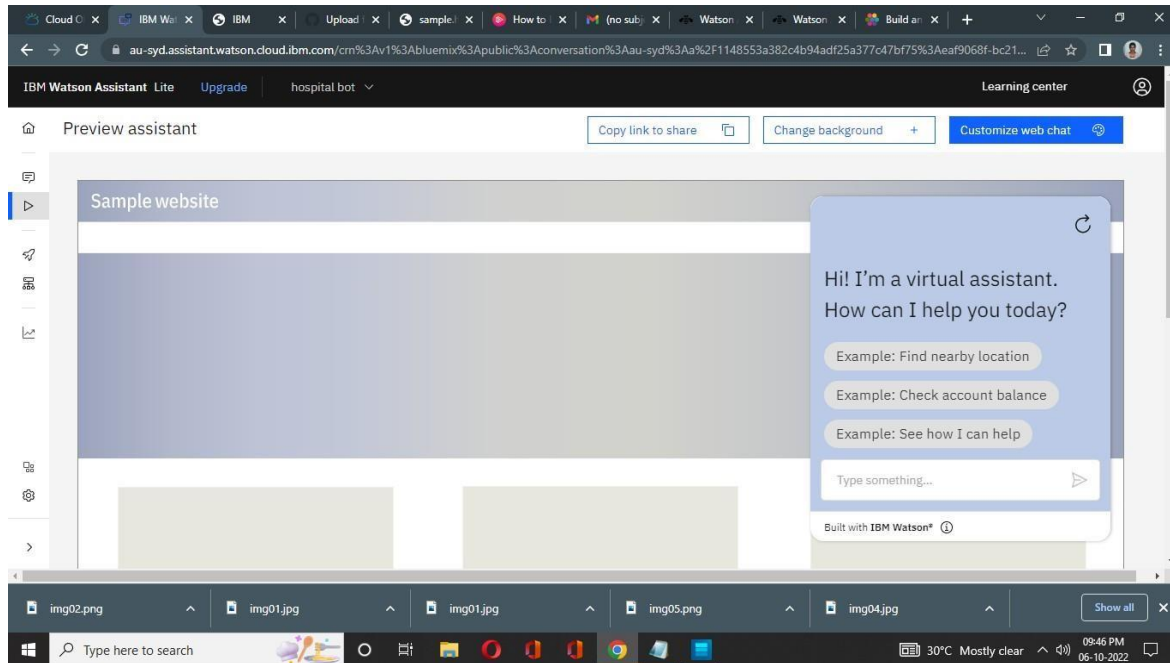 Cloud O
IBM Wat
IBM
Upload
sample.
How to
(no subj
Watson
Watson
Build an
au-syd.assistant.watson.cloud.ibm.com/cm%3Av1%3Abluemix%3Apublic%3Aconversation%3Aau-syd%3Aa%2F1148553a382c4b94adf25a377c47bf75%3Aeaf9068f-bc21...
IBM Watson Assistant Lite Upgrade hospital bot Learning center
Preview assistant Copy link to share Change background + Customize web chat
Sample website
Hi! I'm a virtual assistant.
How can I help you today?
Example: Find nearby location
Example: Check account balance
Example: See how I can help
Type something...
Built with IBM Watson®
img02.png img01.jpg img01.jpg img05.png img04.jpg Show all
Type here to search 30°C Mostly clear 09:46 PM
06-10-2022